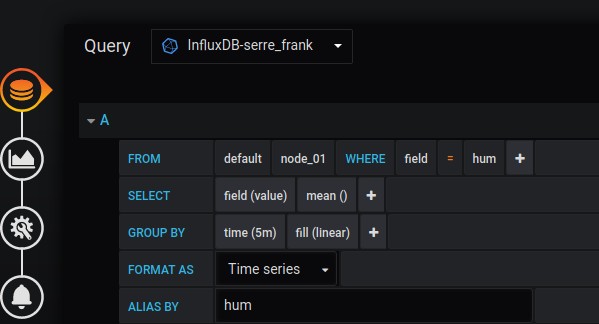 Query InfluxDB-serre_frank
A
FROM default node_01 WHERE field = hum +
SELECT field (value) mean () +
GROUP BY time (5m) fill (linear) +
FORMAT AS Time series
ALIAS BY hum